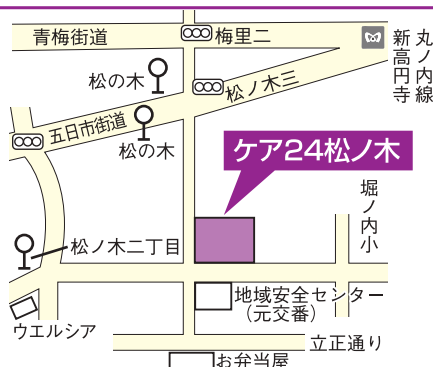 青梅街道
梅里二
丸ノ内線
新高円寺
松の木
松ノ木三
五日市街道
松の木
ケア24松ノ木
堀ノ内小
松ノ木二丁目
地域安全センター
（元交番）
ウエルシア
立正通り
お弁当屋